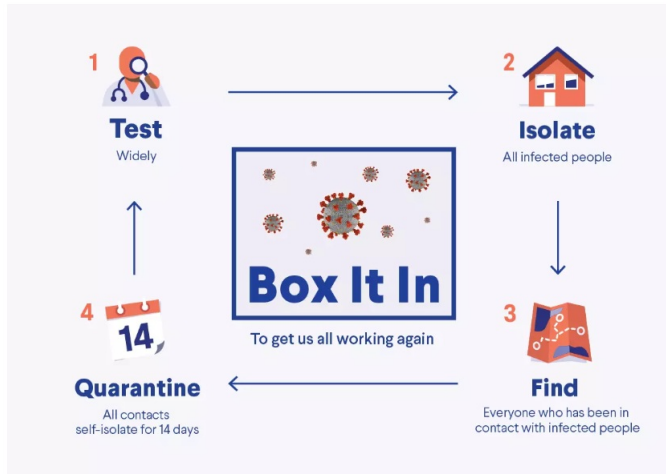 1
Test
Widely
2
Isolate
All infected people
Box It In
To get us all working again
4
14
Quarantine
All contacts
self-isolate for 14 days
3
Find
Everyone who has been in
contact with infected people